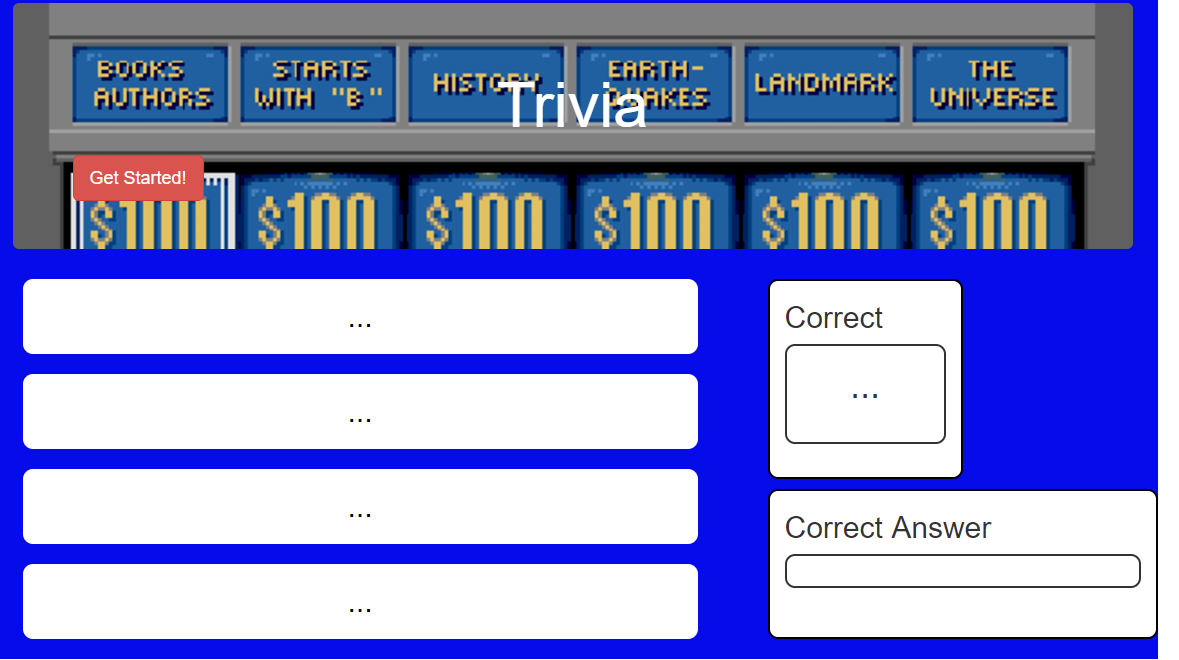 BOOKS AUTHORS
STARTS WITH "B"
HISTORY
EARTH-QUAKES
LANDMARK
THE UNIVERSE
Trivia
Get Started!
$100 $100 $100 $100 $100 $100
...
...
...
...
Correct
...
Correct Answer